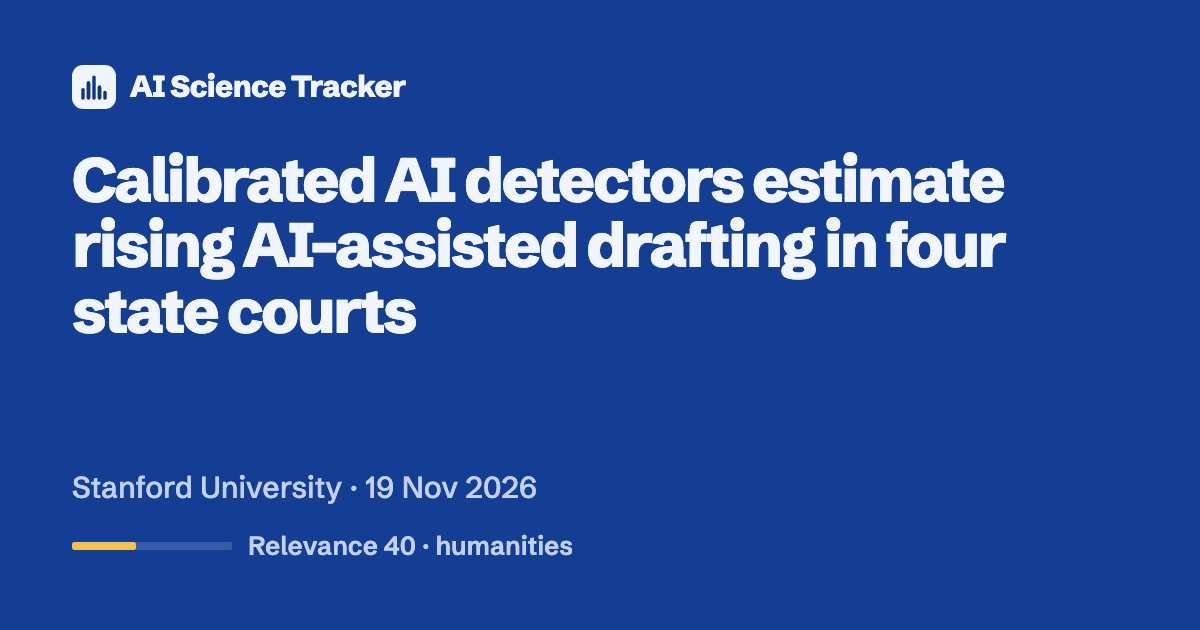 AI Science Tracker
Calibrated AI detectors estimate
rising AI-assisted drafting in four
state courts
Stanford University · 19 Nov 2026
Relevance 40 · humanities